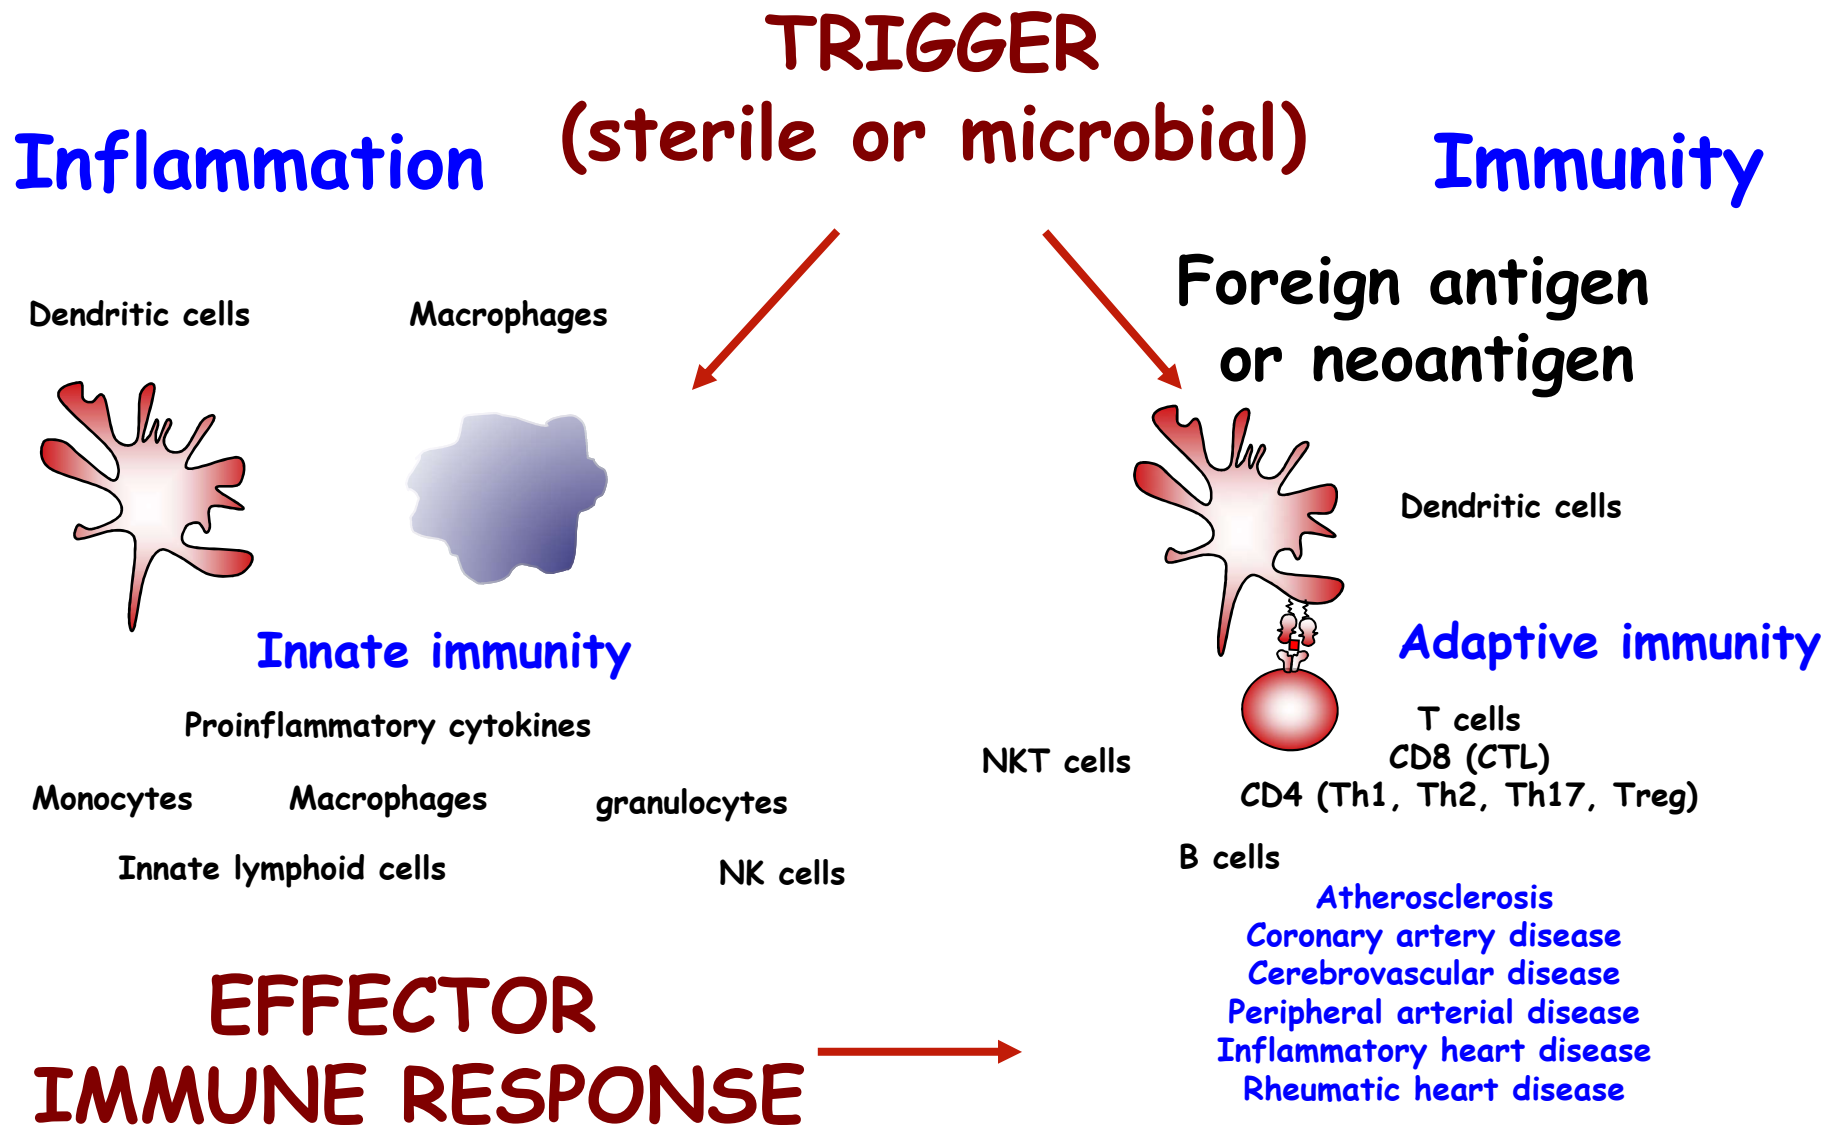 TRIGGER
(sterile or microbial)
Inflammation
Immunity
Foreign antigen
or neoantigen
Dendritic cells
Macrophages
Dendritic cells
Innate immunity
Adaptive immunity
Proinflammatory cytokines
T cells
CD8 (CTL)
CD4 (Th1, Th2, Th17, Treg)
NKT cells
Monocytes
Macrophages
granulocytes
Innate lymphoid cells
NK cells
B cells
Atherosclerosis
Coronary artery disease
Cerebrovascular disease
Peripheral arterial disease
Inflammatory heart disease
Rheumatic heart disease
EFFECTOR
IMMUNE RESPONSE